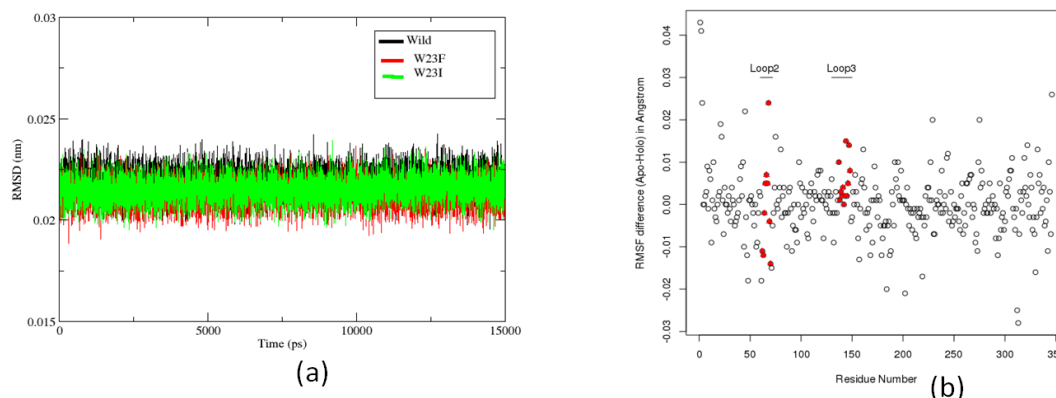 0.03
0.025
0.02
0.015
RMSD (nm)
Wild
W23F
W23I
0
5000
10000
15000
Time (ps)
(a)
0.04
0.03
0.02
0.01
0.00
-0.01
-0.02
-0.03
RMSF difference (Apo-Holo) in Angstrom
Loop2
Loop3
0
50
100
150
200
250
300
Residue Number
(b)